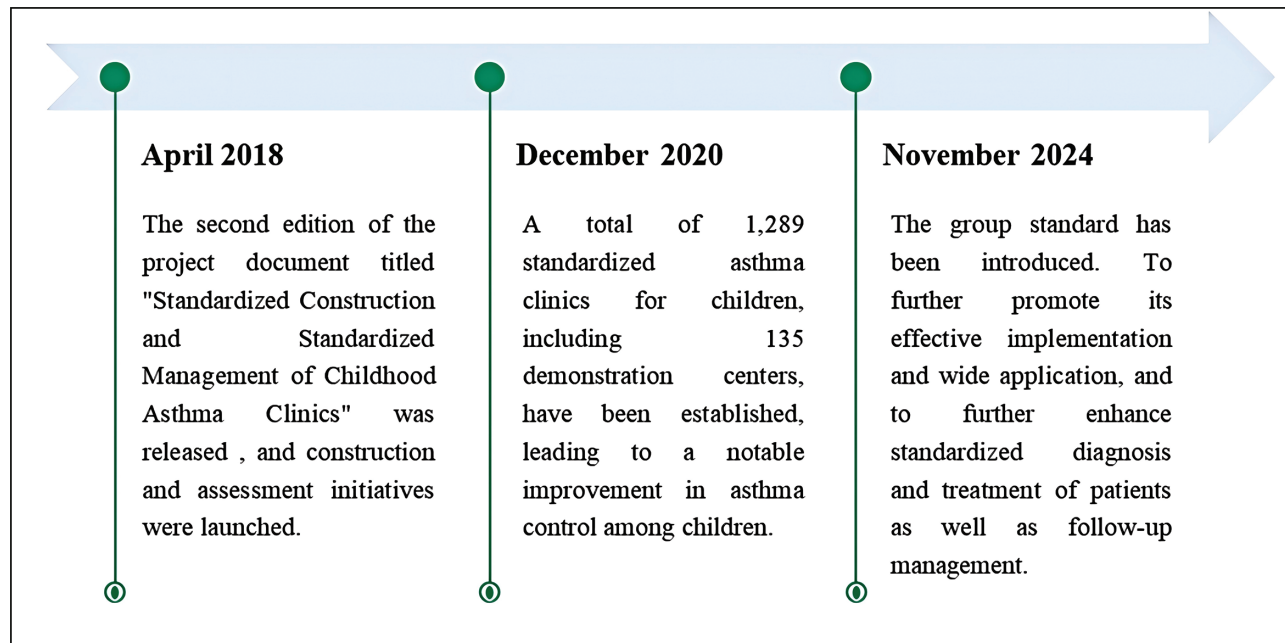 April 2018
The second edition of the
project document titled
"Standardized Construction
and Standardized
Management of Childhood
Asthma Clinics" was
released , and construction
and assessment initiatives
were launched.
December 2020
A total of 1,289
standardized asthma
clinics for children,
including 135
demonstration centers,
have been established,
leading to a notable
improvement in asthma
control among children.
November 2024
The group standard has
been introduced. To
further promote its
effective implementation
and wide application, and
to further enhance
standardized diagnosis
and treatment of patients
as well as follow-up
management.